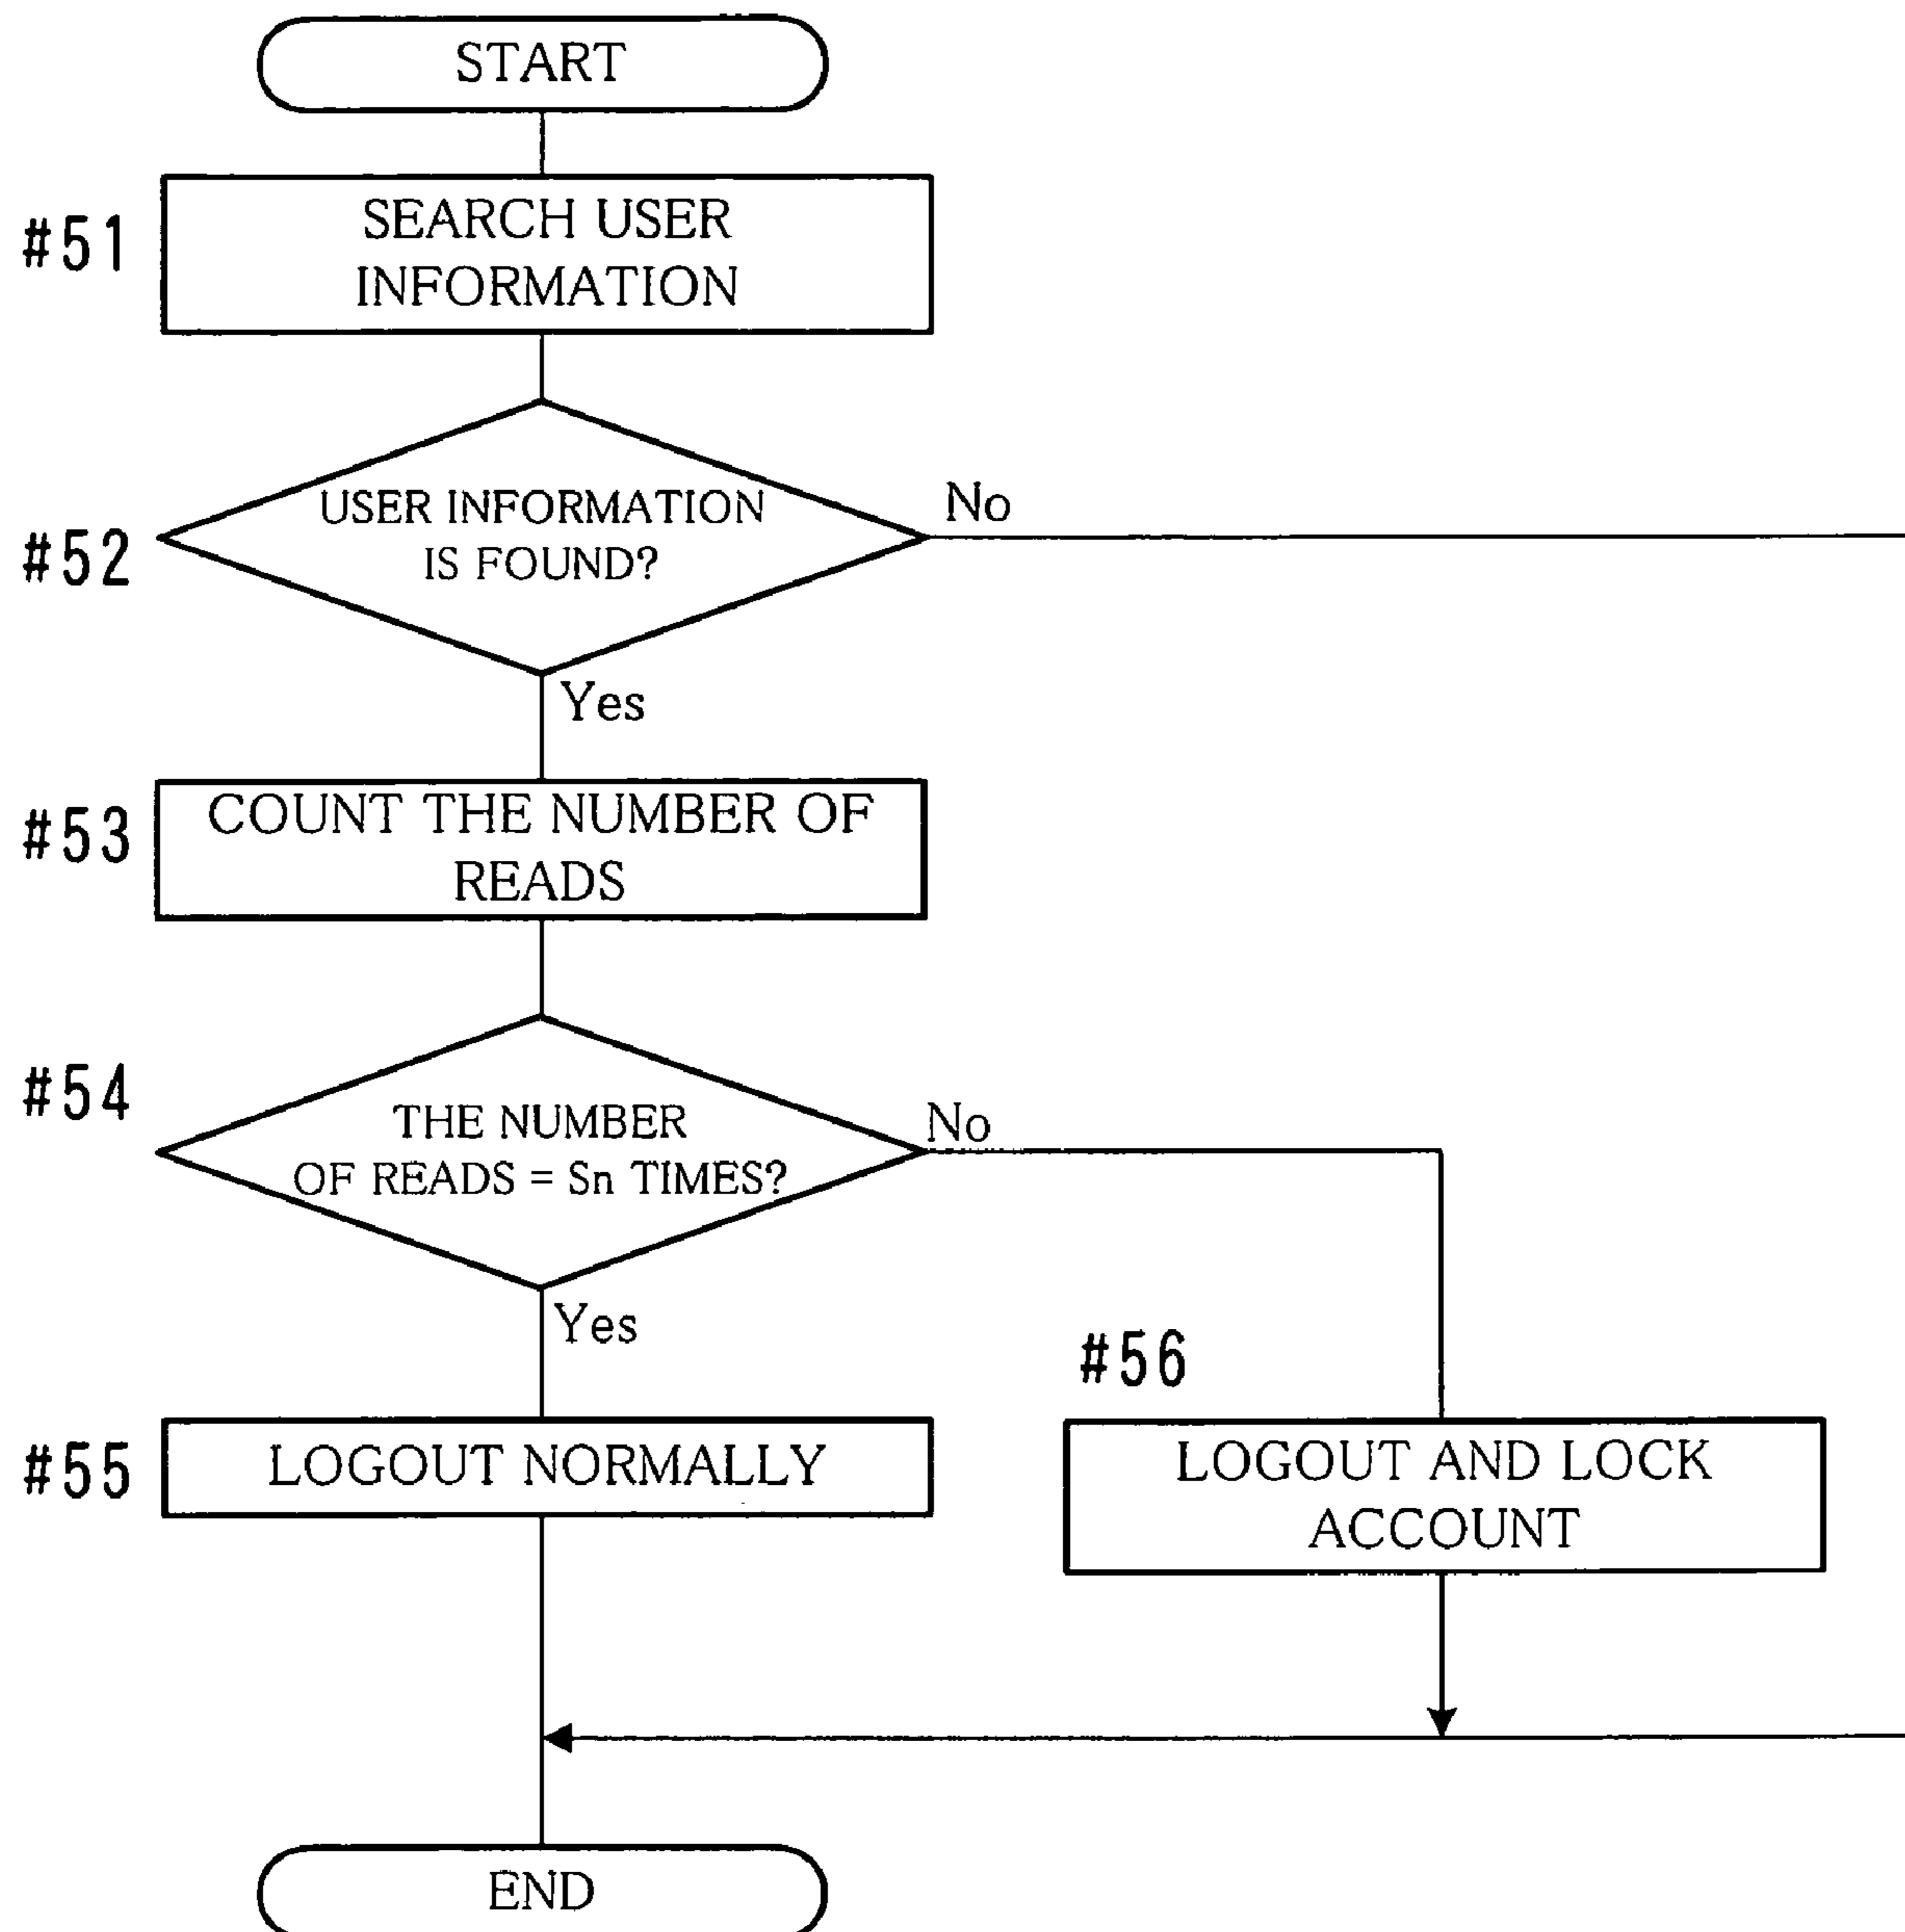 START
#51
SEARCH USER
INFORMATION
#52
USER INFORMATION
IS FOUND?
No
Yes
#53
COUNT THE NUMBER OF
READS
#54
THE NUMBER
OF READS = Sn TIMES?
No
Yes
#55
LOGOUT NORMALLY
#56
LOGOUT AND LOCK
ACCOUNT
END